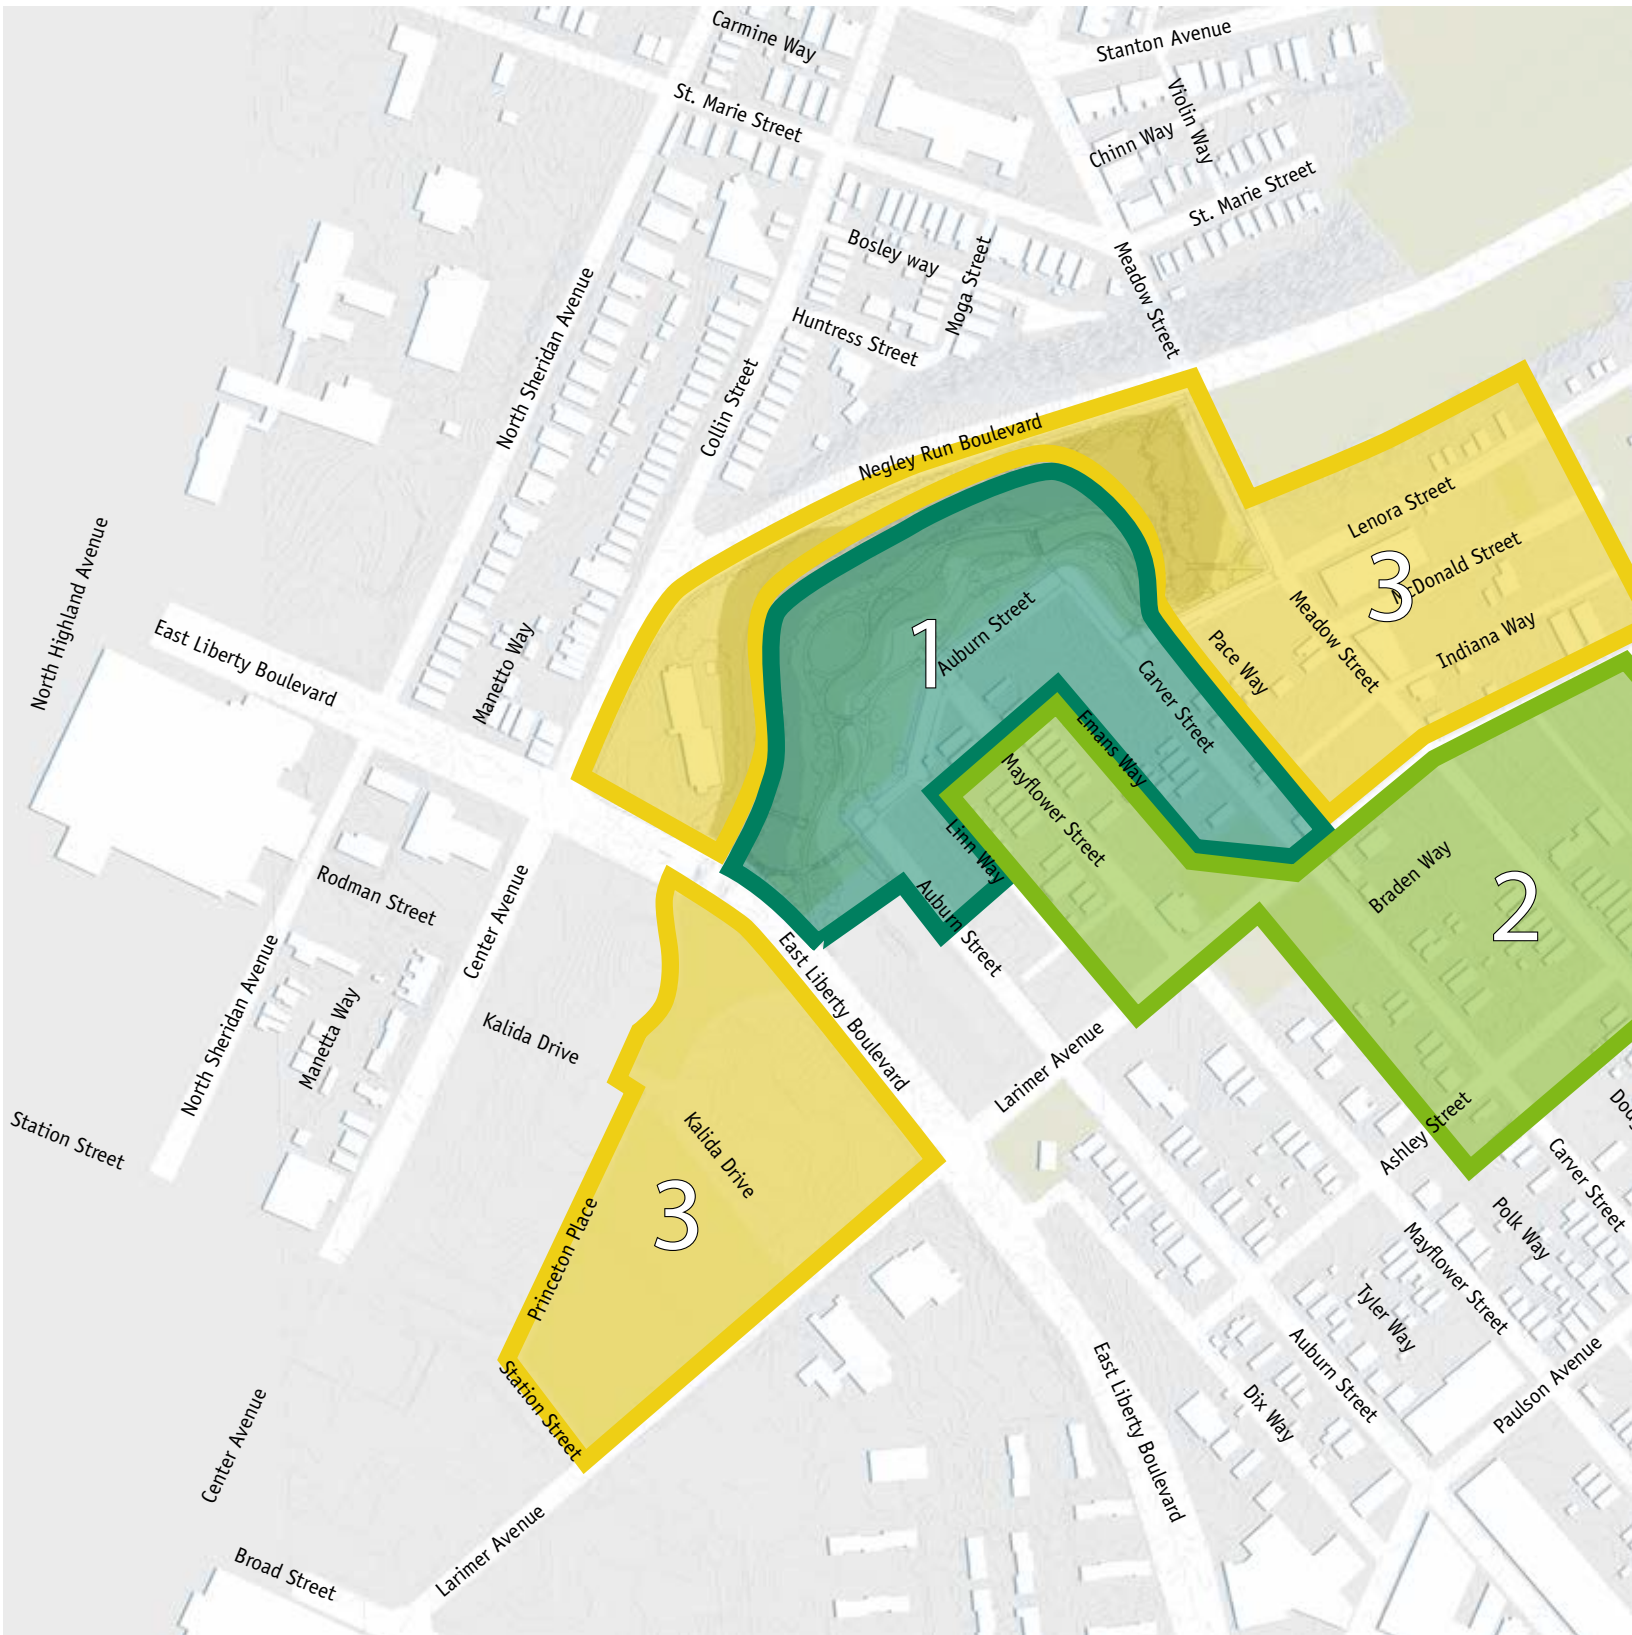 Carmine Way
Stanton Avenue
St. Marie Street
Violin Way
Chinn Way
St. Marie Street
Bosley way
Moga Street
Meadow Street
Huntress Street
North Sheridan Avenue
Collin Street
Negley Run Boulevard
Lenora Street
McDonald Street
3
Indiana Way
Meadow Street
Pace Way
North Highland Avenue
East Liberty Boulevard
Manetto Way
1
Auburn Street
Carver Street
Emans Way
Mayflower Street
Linn Way
Auburn Street
Braden Way
2
Rodman Street
Center Avenue
North Sheridan Avenue
Manetta Way
Kalida Drive
East Liberty Boulevard
Larimer Avenue
Station Street
Kalida Drive
3
Princeton Place
Station Street
Ashley Street
Carver Street
Polk Way
Mayflower Street
Tyler Way
Auburn Street
Dix Way
Paulson Avenue
East Liberty Boulevard
Center Avenue
Larimer Avenue
Broad Street